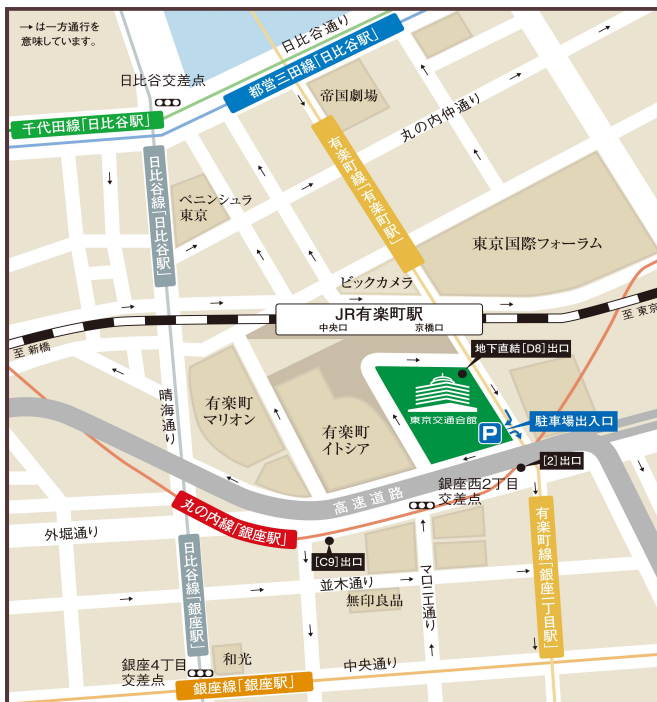 →は一方通行を
意味しています。
日比谷通り
日比谷交差点
都営三田線「日比谷駅」
千代田線「日比谷駅」
帝国劇場
丸の内仲通り
日比谷線「日比谷駅」
有楽町線「有楽町駅」
ペニンシュラ
東京
東京国際フォーラム
ビックカメラ
JR有楽町駅
中央口
京橋口
至 東京
至 新橋
地下直結[D8]出口
晴海通り
有楽町
マリオン
有楽町
イトシア
東京交通会館
P
駐車場出入口
[2]出口
高速道路
銀座西2丁目
交差点
丸の内線「銀座駅」
外堀通り
[C9]出口
有楽町線「銀座一丁目駅」
日比谷線「銀座駅」
並木通り
マロニエ通り
無印良品
銀座4丁目
交差点
和光
中央通り
銀座線「銀座駅」